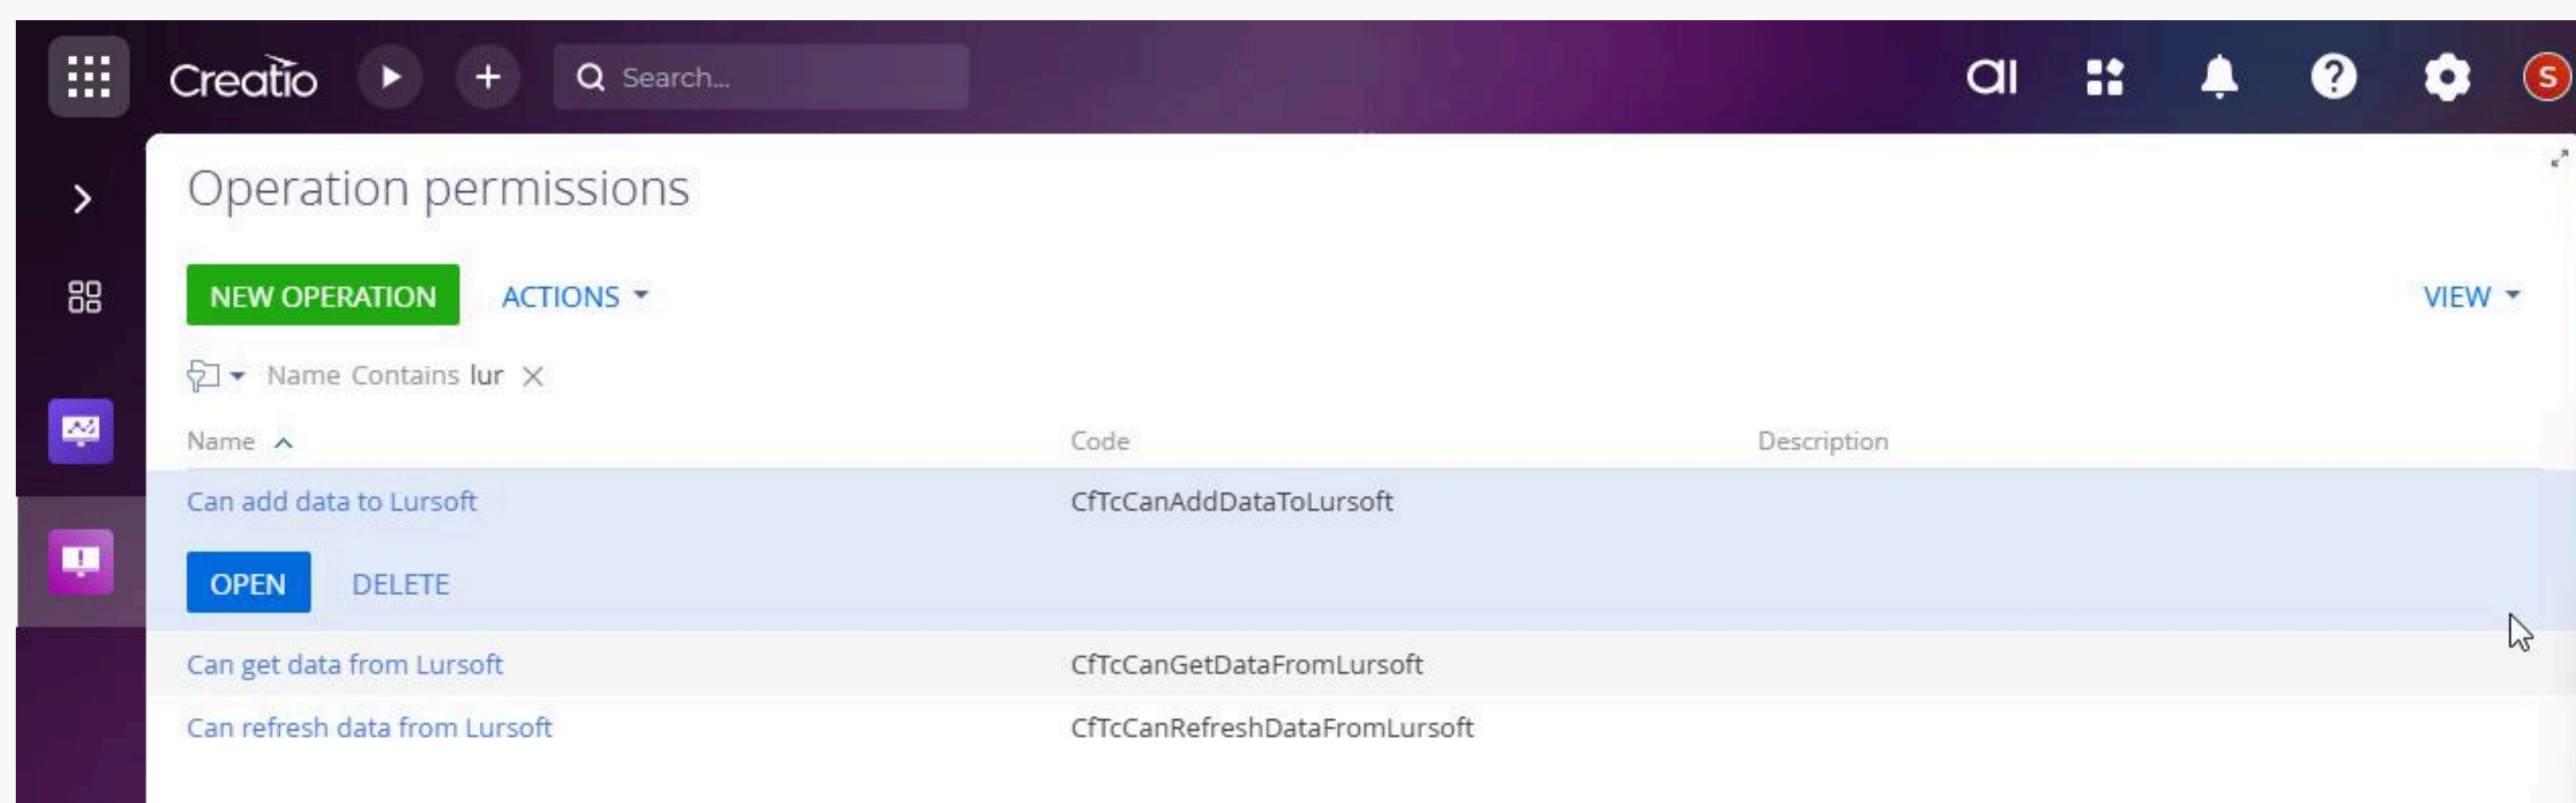 Creatio Search... aı S
Operation permissions
NEW OPERATION ACTIONS VIEW
Name Contains lur
Name Code Description
Can add data to Lursoft CfTcCanAddDataToLursoft
OPEN DELETE
Can get data from Lursoft CfTcCanGetDataFromLursoft
Can refresh data from Lursoft CfTcCanRefreshDataFromLursoft